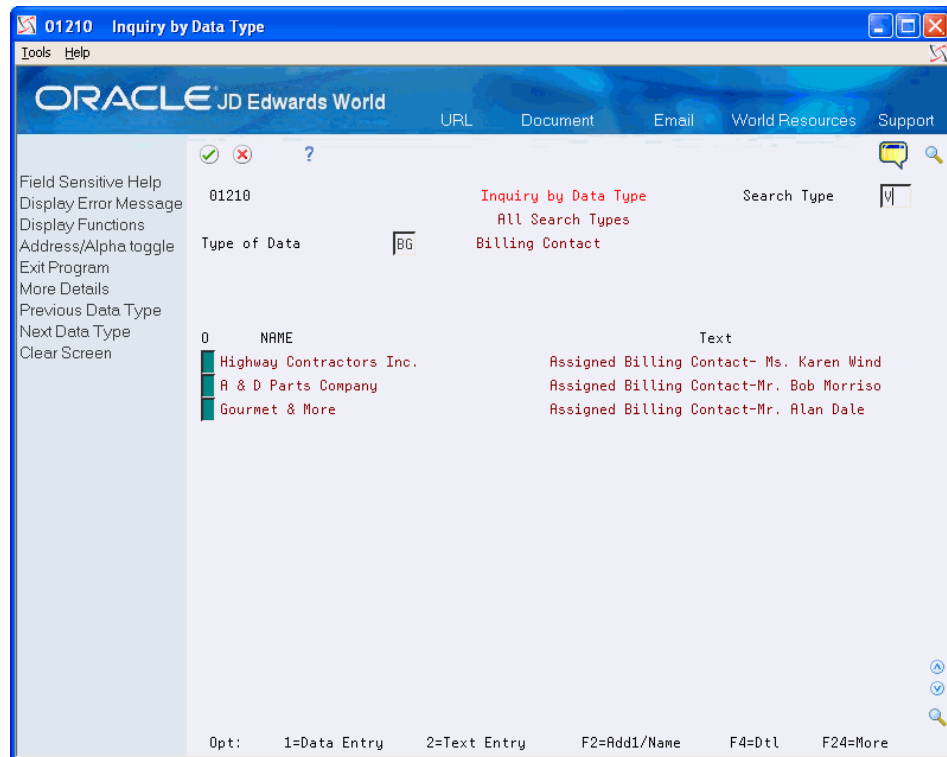 01210 Inquiry by Data Type
Tools Help
ORACLE JD Edwards World
URL Document Email World Resources Support
?
Field Sensitive Help
Display Error Message
Display Functions
Address/Alpha toggle
Exit Program
More Details
Previous Data Type
Next Data Type
Clear Screen
01210 Inquiry by Data Type Search Type V
All Search Types
Type of Data BG Billing Contact
O NAME Text
Highway Contractors Inc. Assigned Billing Contact- Ms. Karen Wind
A & D Parts Company Assigned Billing Contact-Mr. Bob Morriso
Gourmet & More Assigned Billing Contact-Mr. Alan Dale
Opt: 1=Data Entry 2=Text Entry F2=Add1/Name F4=Dtl F24=More